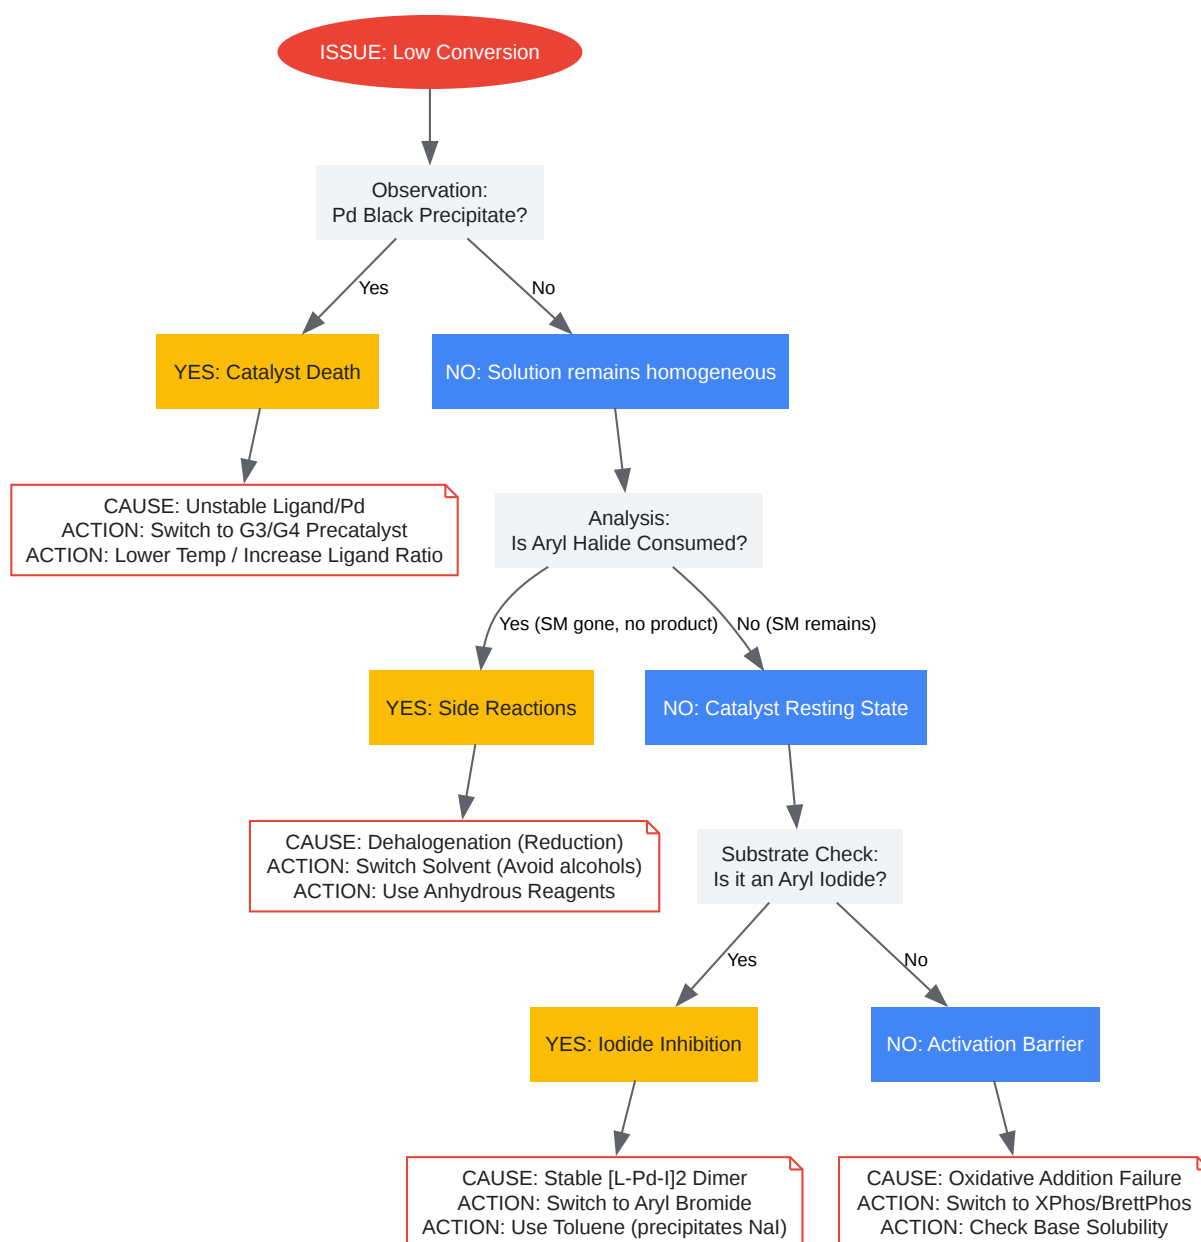 ISSUE: Low Conversion
Observation:
Pd Black Precipitate?
Yes
No
YES: Catalyst Death
NO: Solution remains homogeneous
CAUSE: Unstable Ligand/Pd
ACTION: Switch to G3/G4 Precatalyst
ACTION: Lower Temp / Increase Ligand Ratio
Analysis:
Is Aryl Halide Consumed?
Yes (SM gone, no product)
No (SM remains)
YES: Side Reactions
NO: Catalyst Resting State
CAUSE: Dehalogenation (Reduction)
ACTION: Switch Solvent (Avoid alcohols)
ACTION: Use Anhydrous Reagents
Substrate Check:
Is it an Aryl Iodide?
Yes
No
YES: Iodide Inhibition
NO: Activation Barrier
CAUSE: Stable [L-Pd-I]2 Dimer
ACTION: Switch to Aryl Bromide
ACTION: Use Toluene (precipitates NaI)
CAUSE: Oxidative Addition Failure
ACTION: Switch to XPhos/BrettPhos
ACTION: Check Base Solubility